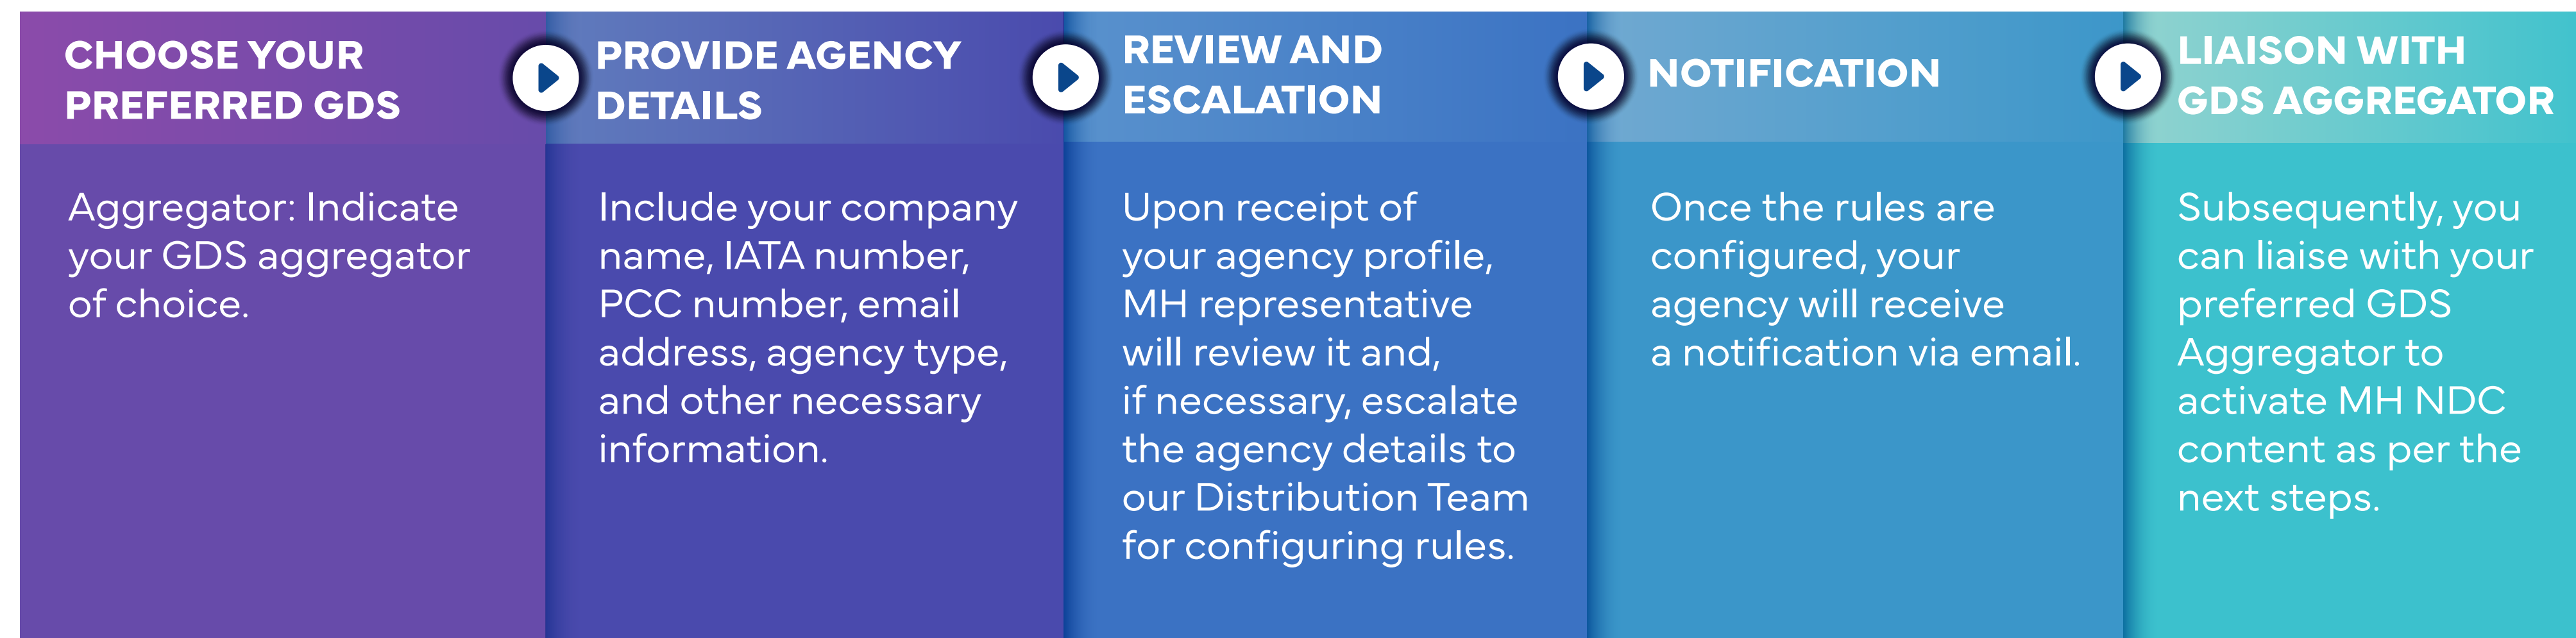 CHOOSE YOUR
PREFERRED GDS
Aggregator: Indicate
your GDS aggregator
of choice.
PROVIDE AGENCY
DETAILS
Include your company
name, IATA number,
PCC number, email
address, agency type,
and other necessary
information.
REVIEW AND
ESCALATION
Upon receipt of
your agency profile,
MH representative
will review it and,
if necessary, escalate
the agency details to
our Distribution Team
for configuring rules.
NOTIFICATION
Once the rules are
configured, your
agency will receive
a notification via email.
LIAISON WITH
GDS AGGREGATOR
Subsequently, you
can liaise with your
preferred GDS
Aggregator to
activate MH NDC
content as per the
next steps.